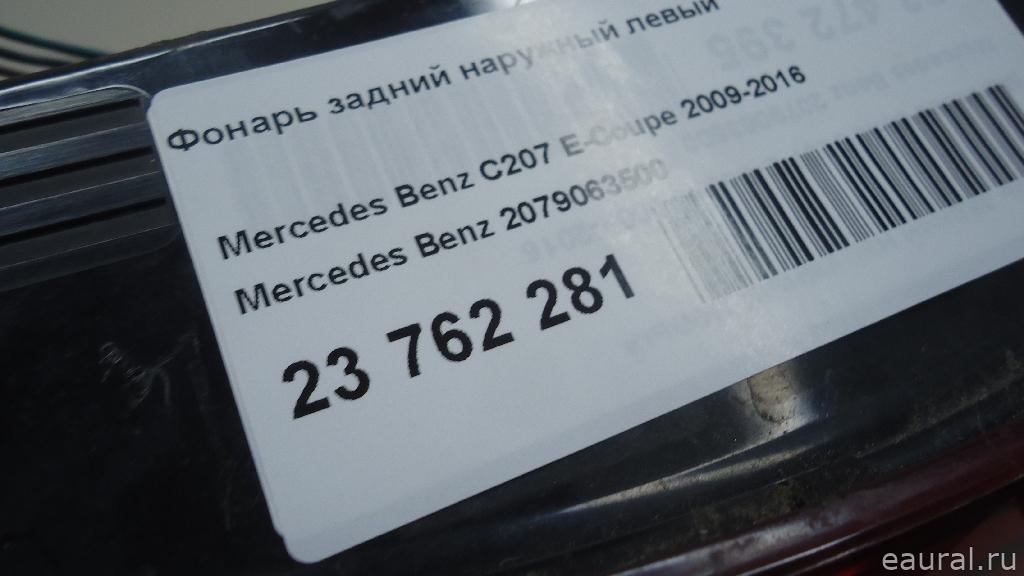 Фонарь задний наружный левый
Mercedes Benz C207 E-Coupe 2009-2016
Mercedes Benz 2079063500
23 762 281
eaural.ru